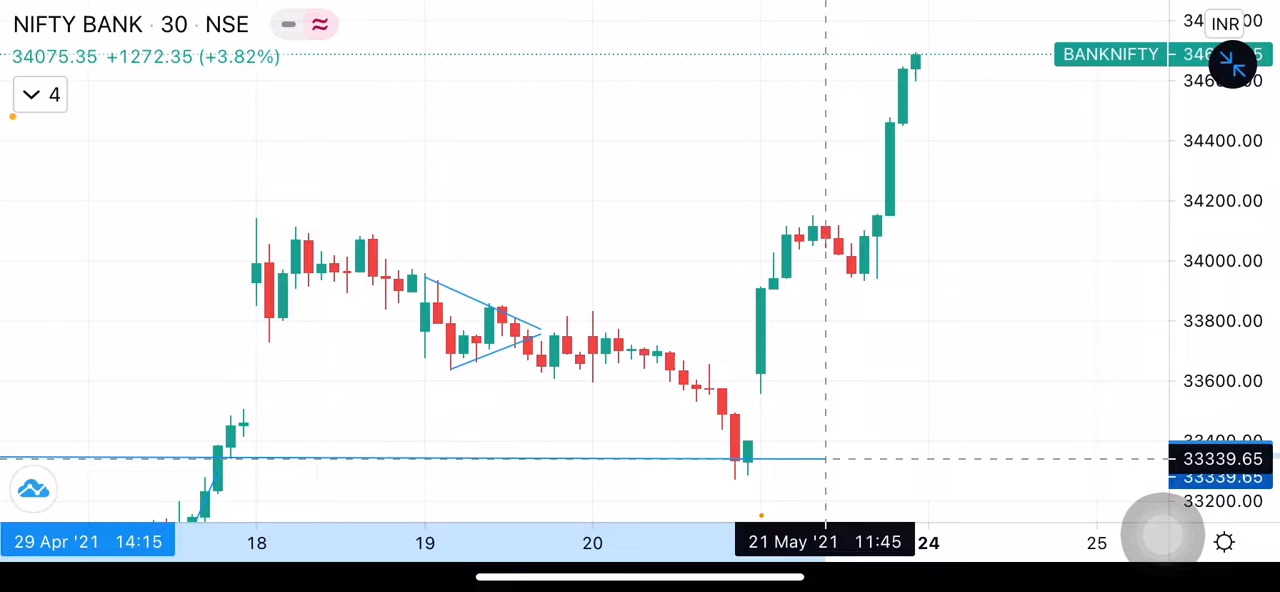 NIFTY BANK · 30 · NSE
34075.35 +1272.35 (+3.82%)
4
INR
BANKNIFTY
34400.00
34200.00
34000.00
33800.00
33600.00
33400.00
33339.65
33339.65
33200.00
29 Apr '21 14:15
18
19
20
21 May '21 11:45
24
25